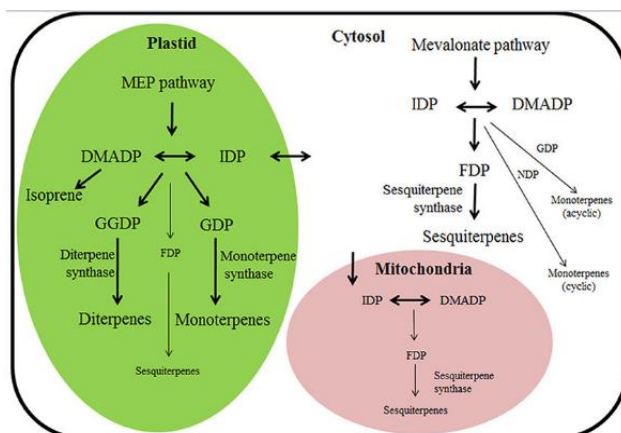 Plastid
MEP pathway
DMADP
IDP
Isoprene
GGDP
GDP
FDP
Diterpene
synthase
Monoterpene
synthase
Diterpenes
Monoterpenes
Sesquiterpenes
Cytosol
Mevalonate pathway
IDP
DMADP
GDP
NDP
FDP
Sesquiterpene
synthase
Sesquiterpenes
Monoterpenes
(acyclic)
Monoterpenes
(cyclic)
Mitochondria
IDP
DMADP
FDP
Sesquiterpene
synthase
Sesquiterpenes